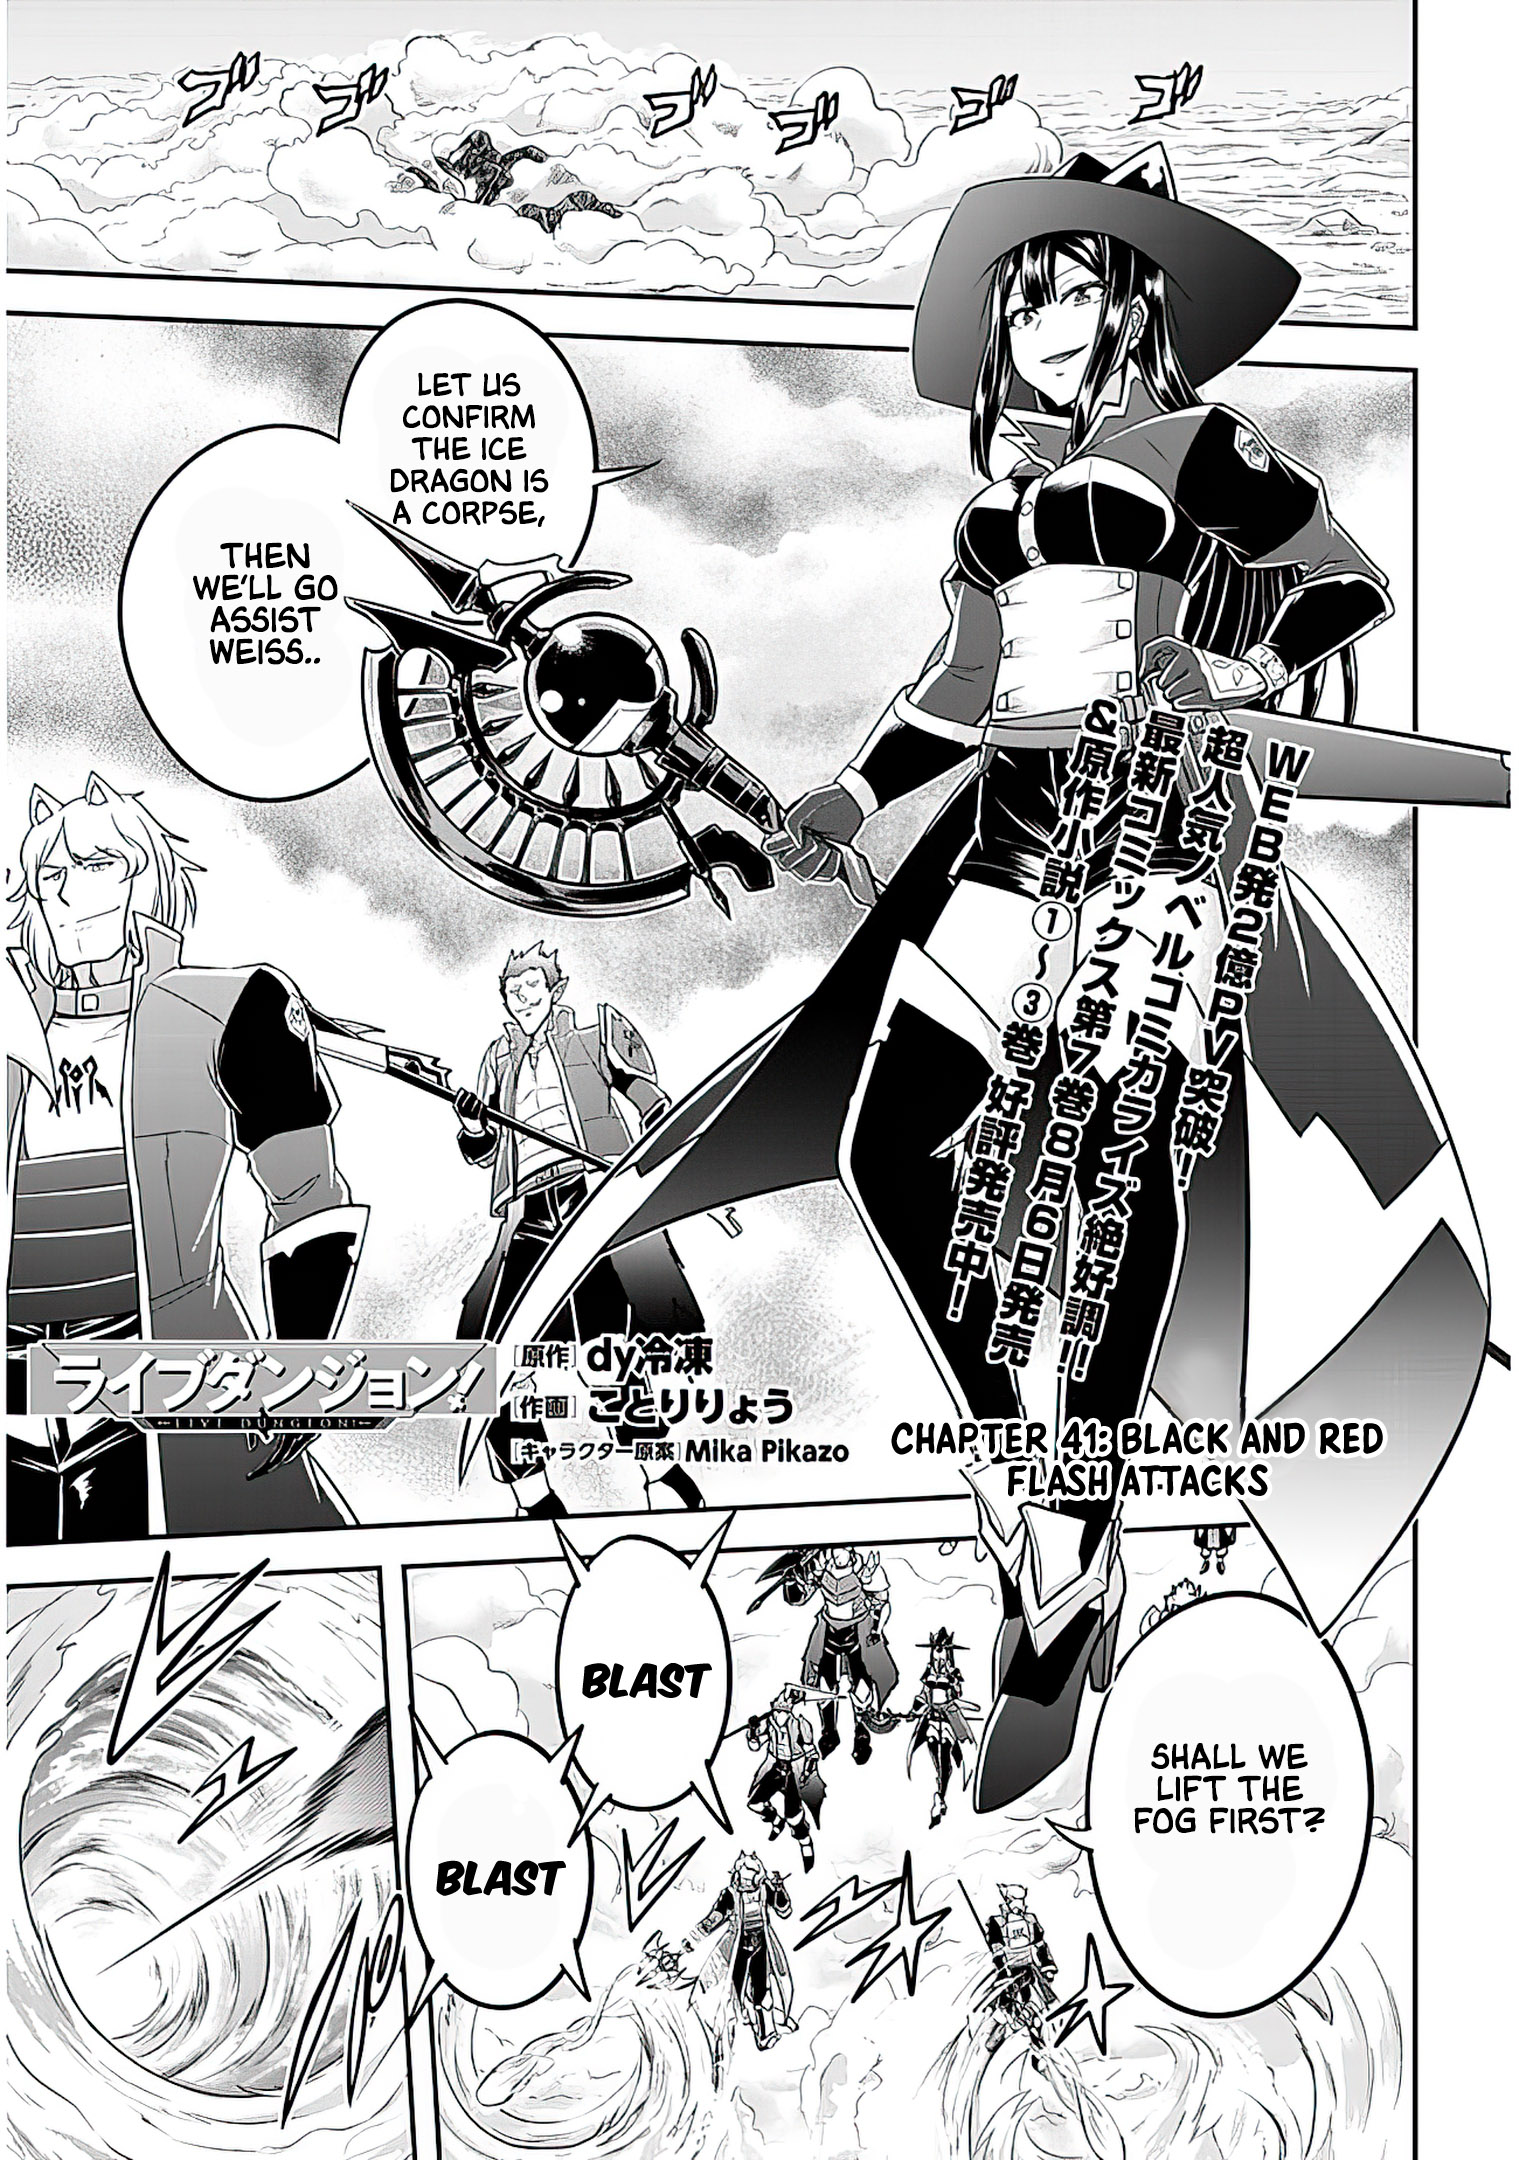 ゴ ゴ ゴ ゴ ゴ ゴ
LET US
CONFIRM
THE ICE
DRAGON IS
A CORPSE,
THEN
WE'LL GO
ASSIST
WEISS..
WEB発2億PV突破!!
超人気ノベルコミカライズ絶好調!!
最新コミックス第7巻8月6日発売
&原作小説①〜③巻 好評発売中!
ライブダンジョン!
LIVE DUNGEON!
[原作] dy冷凍
[作画] ことりりょう
[キャラクター原案] Mika Pikazo
CHAPTER 41: BLACK AND RED
FLASH ATTACKS
SHALL WE
LIFT THE
FOG FIRST?
BLAST
BLAST